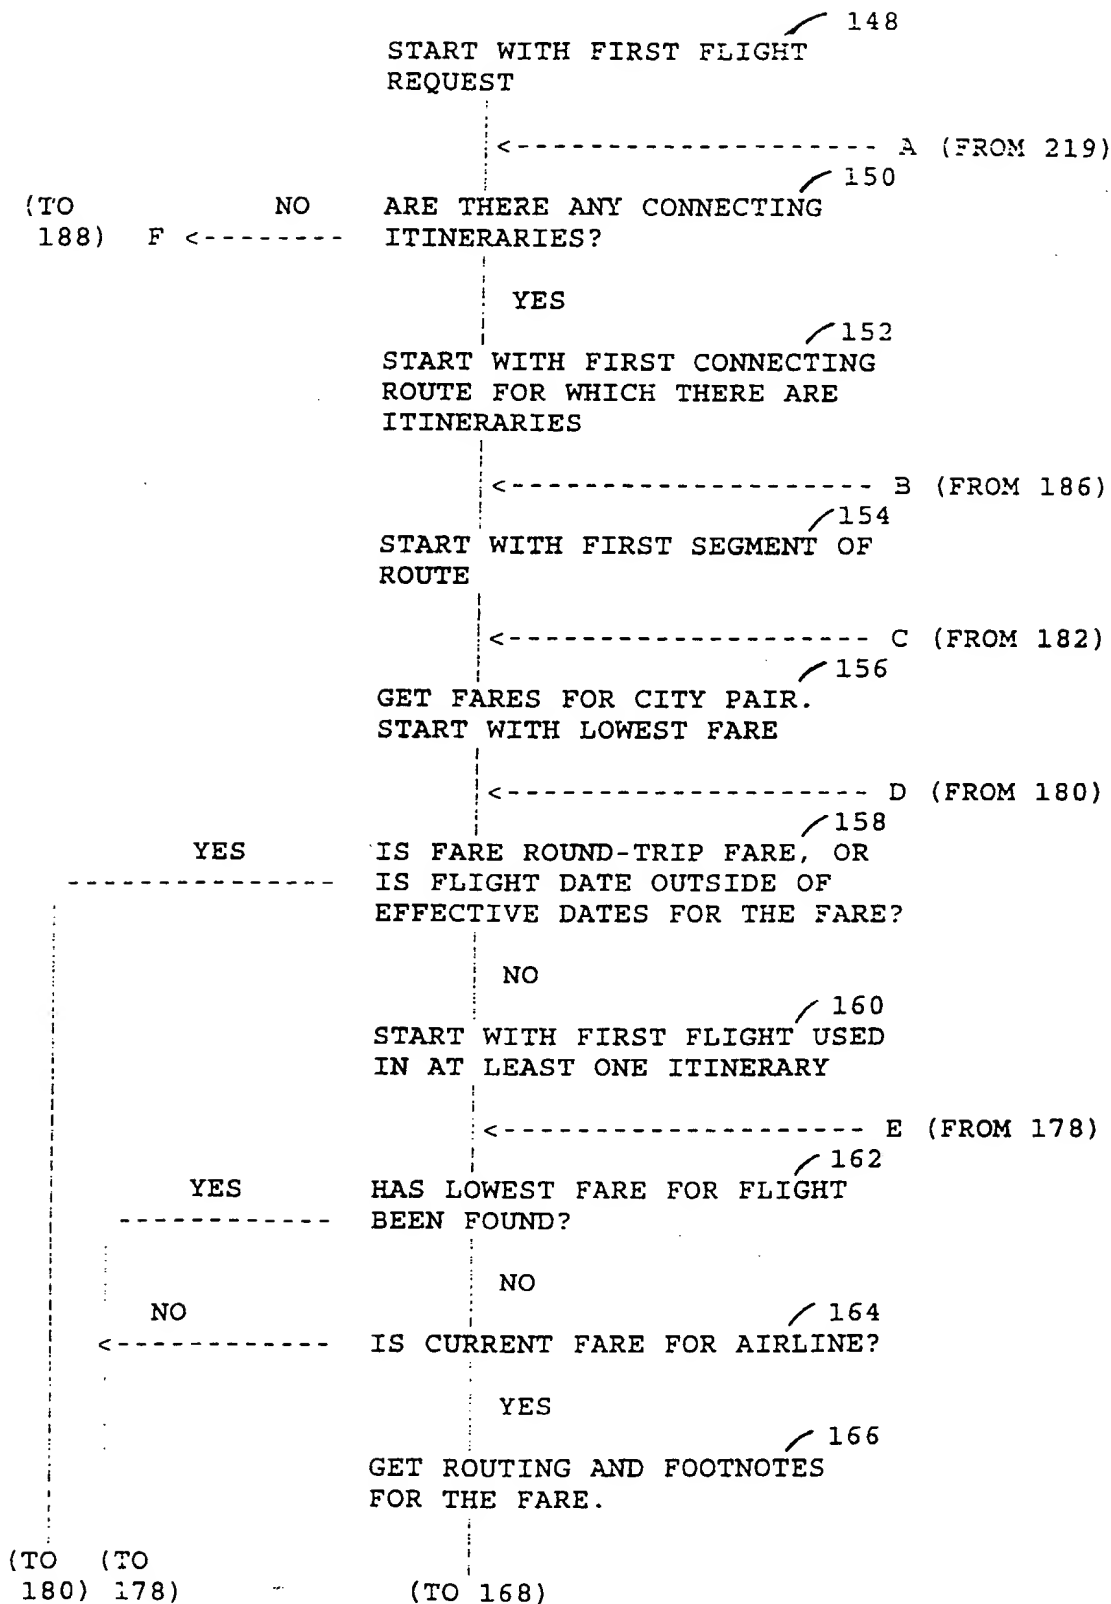 148
START WITH FIRST FLIGHT
REQUEST
<-------------------- A (FROM 219)
150
(TO NO ARE THERE ANY CONNECTING
188) F <-------- ITINERARIES?
YES
152
START WITH FIRST CONNECTING
ROUTE FOR WHICH THERE ARE
ITINERARIES
<-------------------- B (FROM 186)
154
START WITH FIRST SEGMENT OF
ROUTE
<-------------------- C (FROM 182)
156
GET FARES FOR CITY PAIR.
START WITH LOWEST FARE
<-------------------- D (FROM 180)
158
YES IS FARE ROUND-TRIP FARE, OR
--------------- IS FLIGHT DATE OUTSIDE OF
EFFECTIVE DATES FOR THE FARE?
NO
160
START WITH FIRST FLIGHT USED
IN AT LEAST ONE ITINERARY
<-------------------- E (FROM 178)
162
YES HAS LOWEST FARE FOR FLIGHT
------------ BEEN FOUND?
NO
NO 164
<------------ IS CURRENT FARE FOR AIRLINE?
YES
166
GET ROUTING AND FOOTNOTES
FOR THE FARE.
(TO (TO
180) 178) (TO 168)